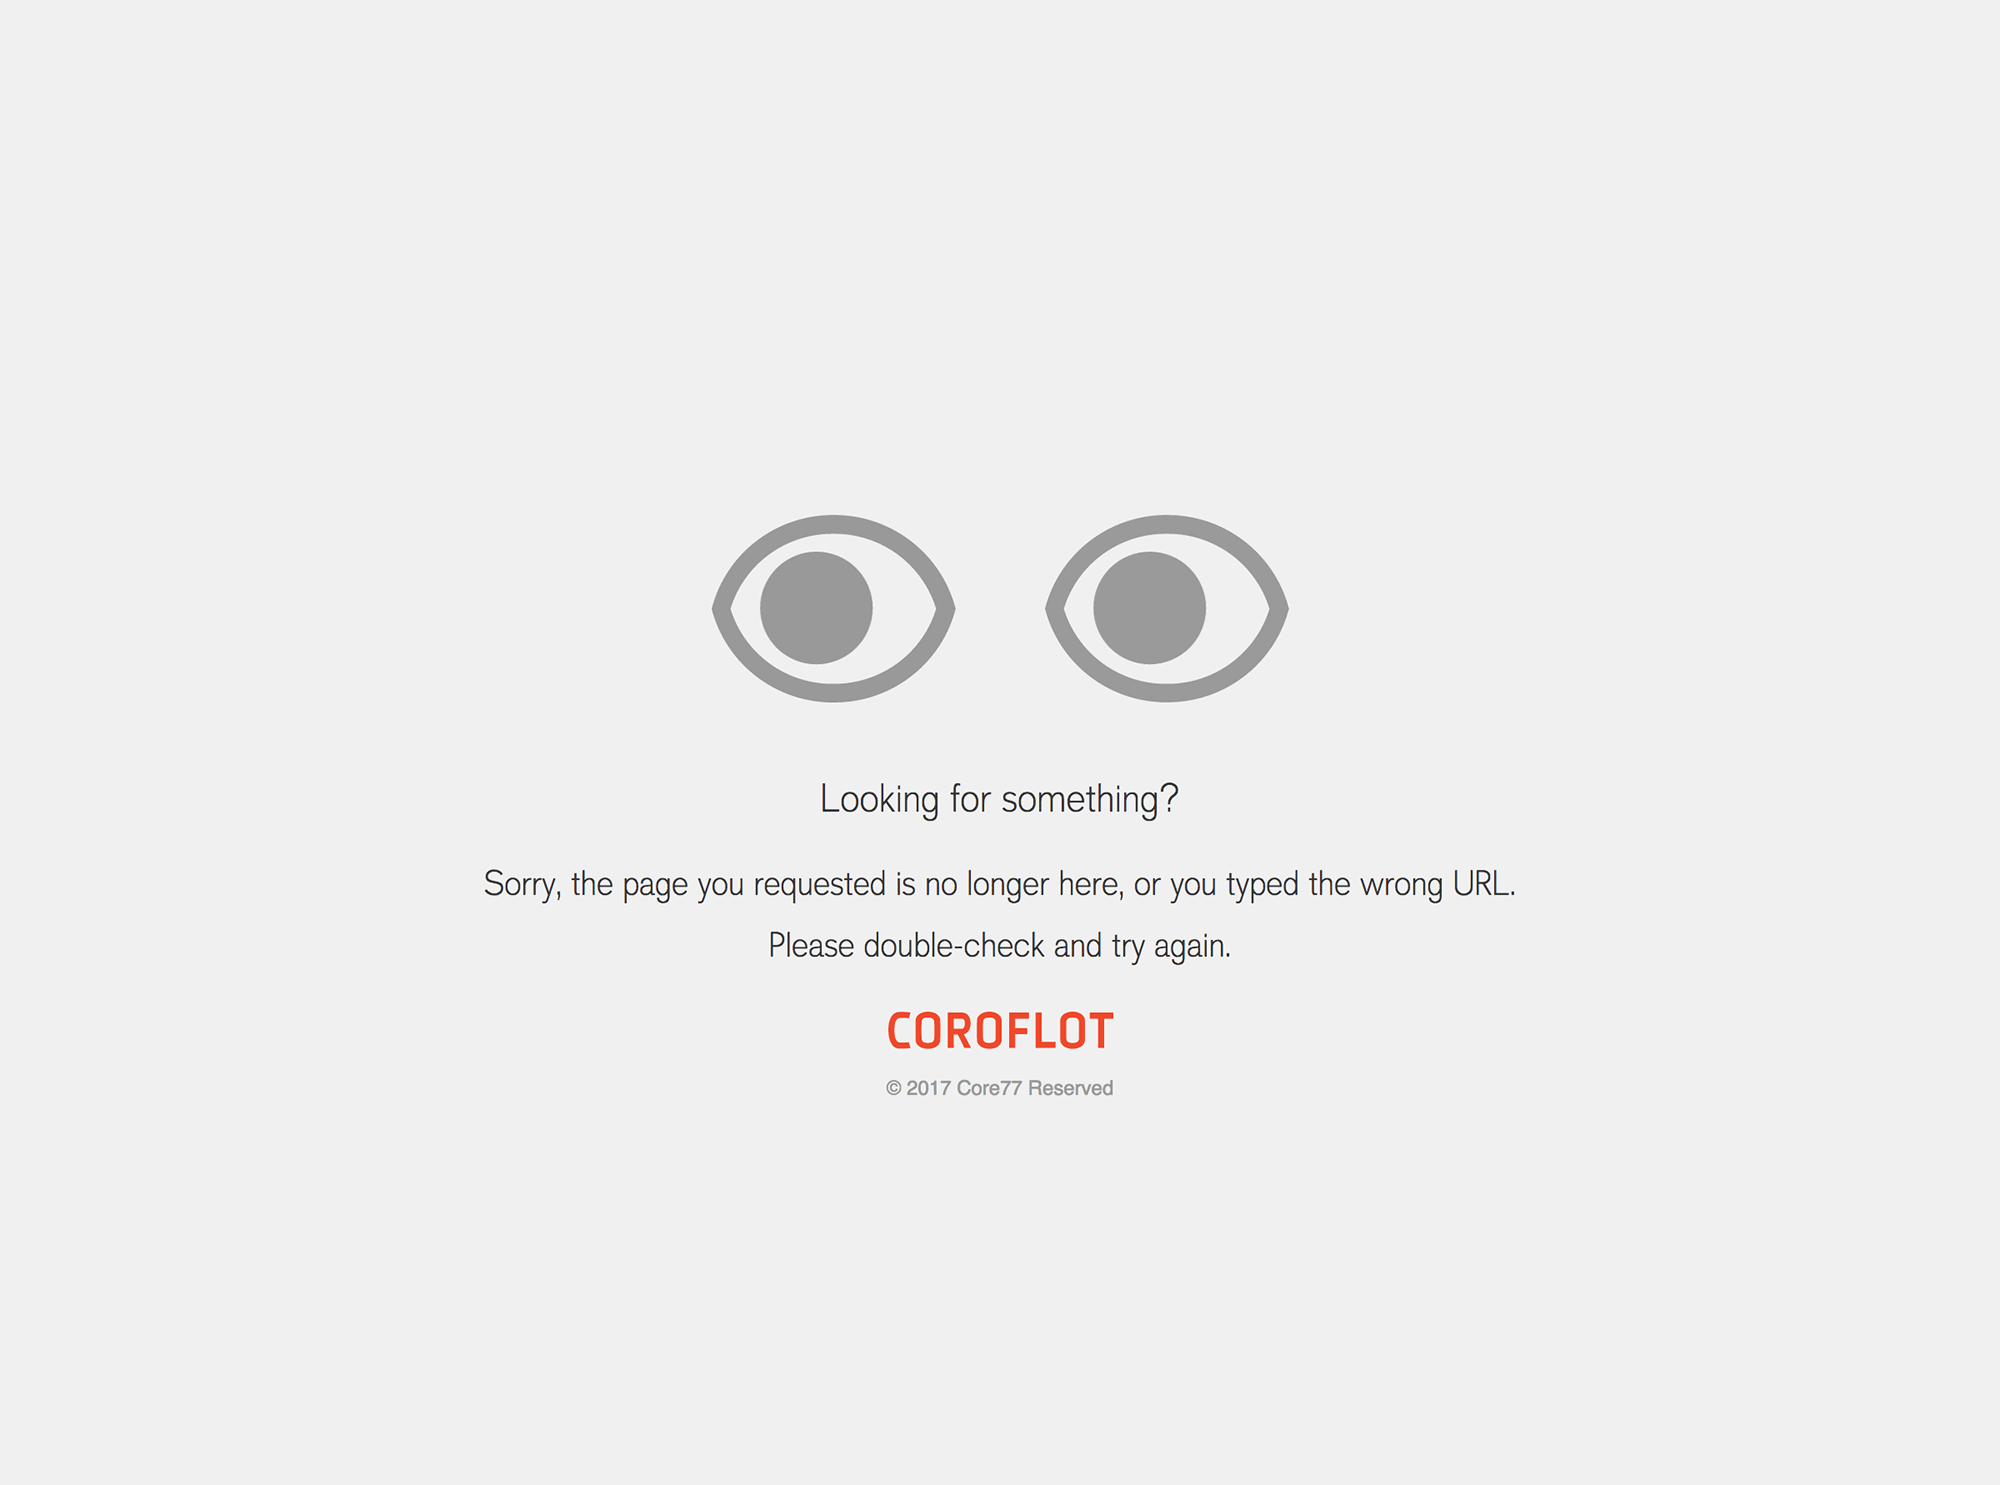 Looking for something?
Sorry, the page you requested is no longer here, or you typed the wrong URL.
Please double-check and try again.
COROFLOT
© 2017 Core77 Reserved